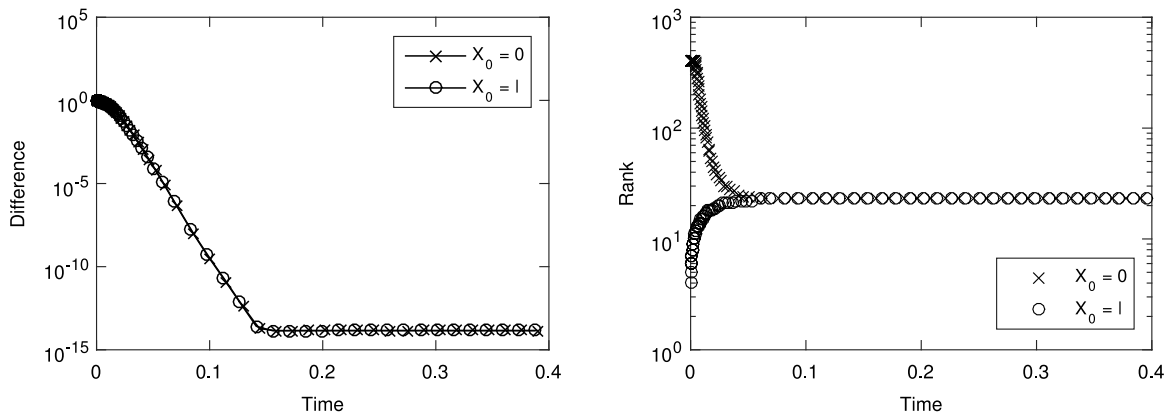 10^5
10^0
10^-5
10^-10
10^-15
Difference
0
0.1
0.2
0.3
0.4
Time
X_0 = 0
X_0 = I
10^3
10^2
10^1
10^0
Rank
0
0.1
0.2
0.3
0.4
Time
X_0 = 0
X_0 = I